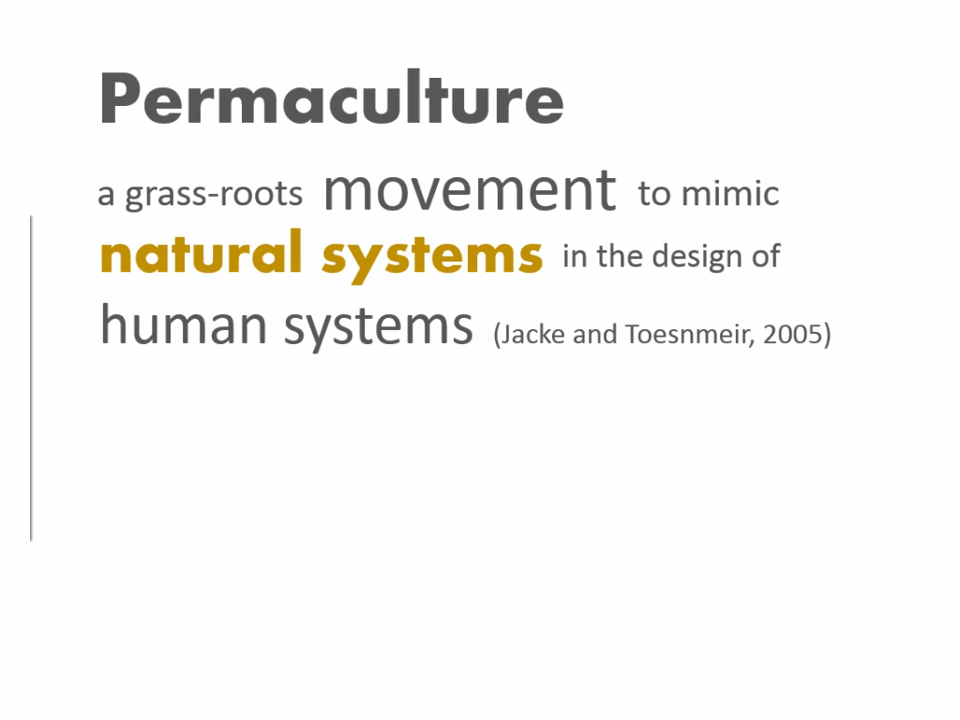 Permaculture
a grass-roots movement to mimic
natural systems in the design of
human systems (Jacke and Toesnmeir, 2005)